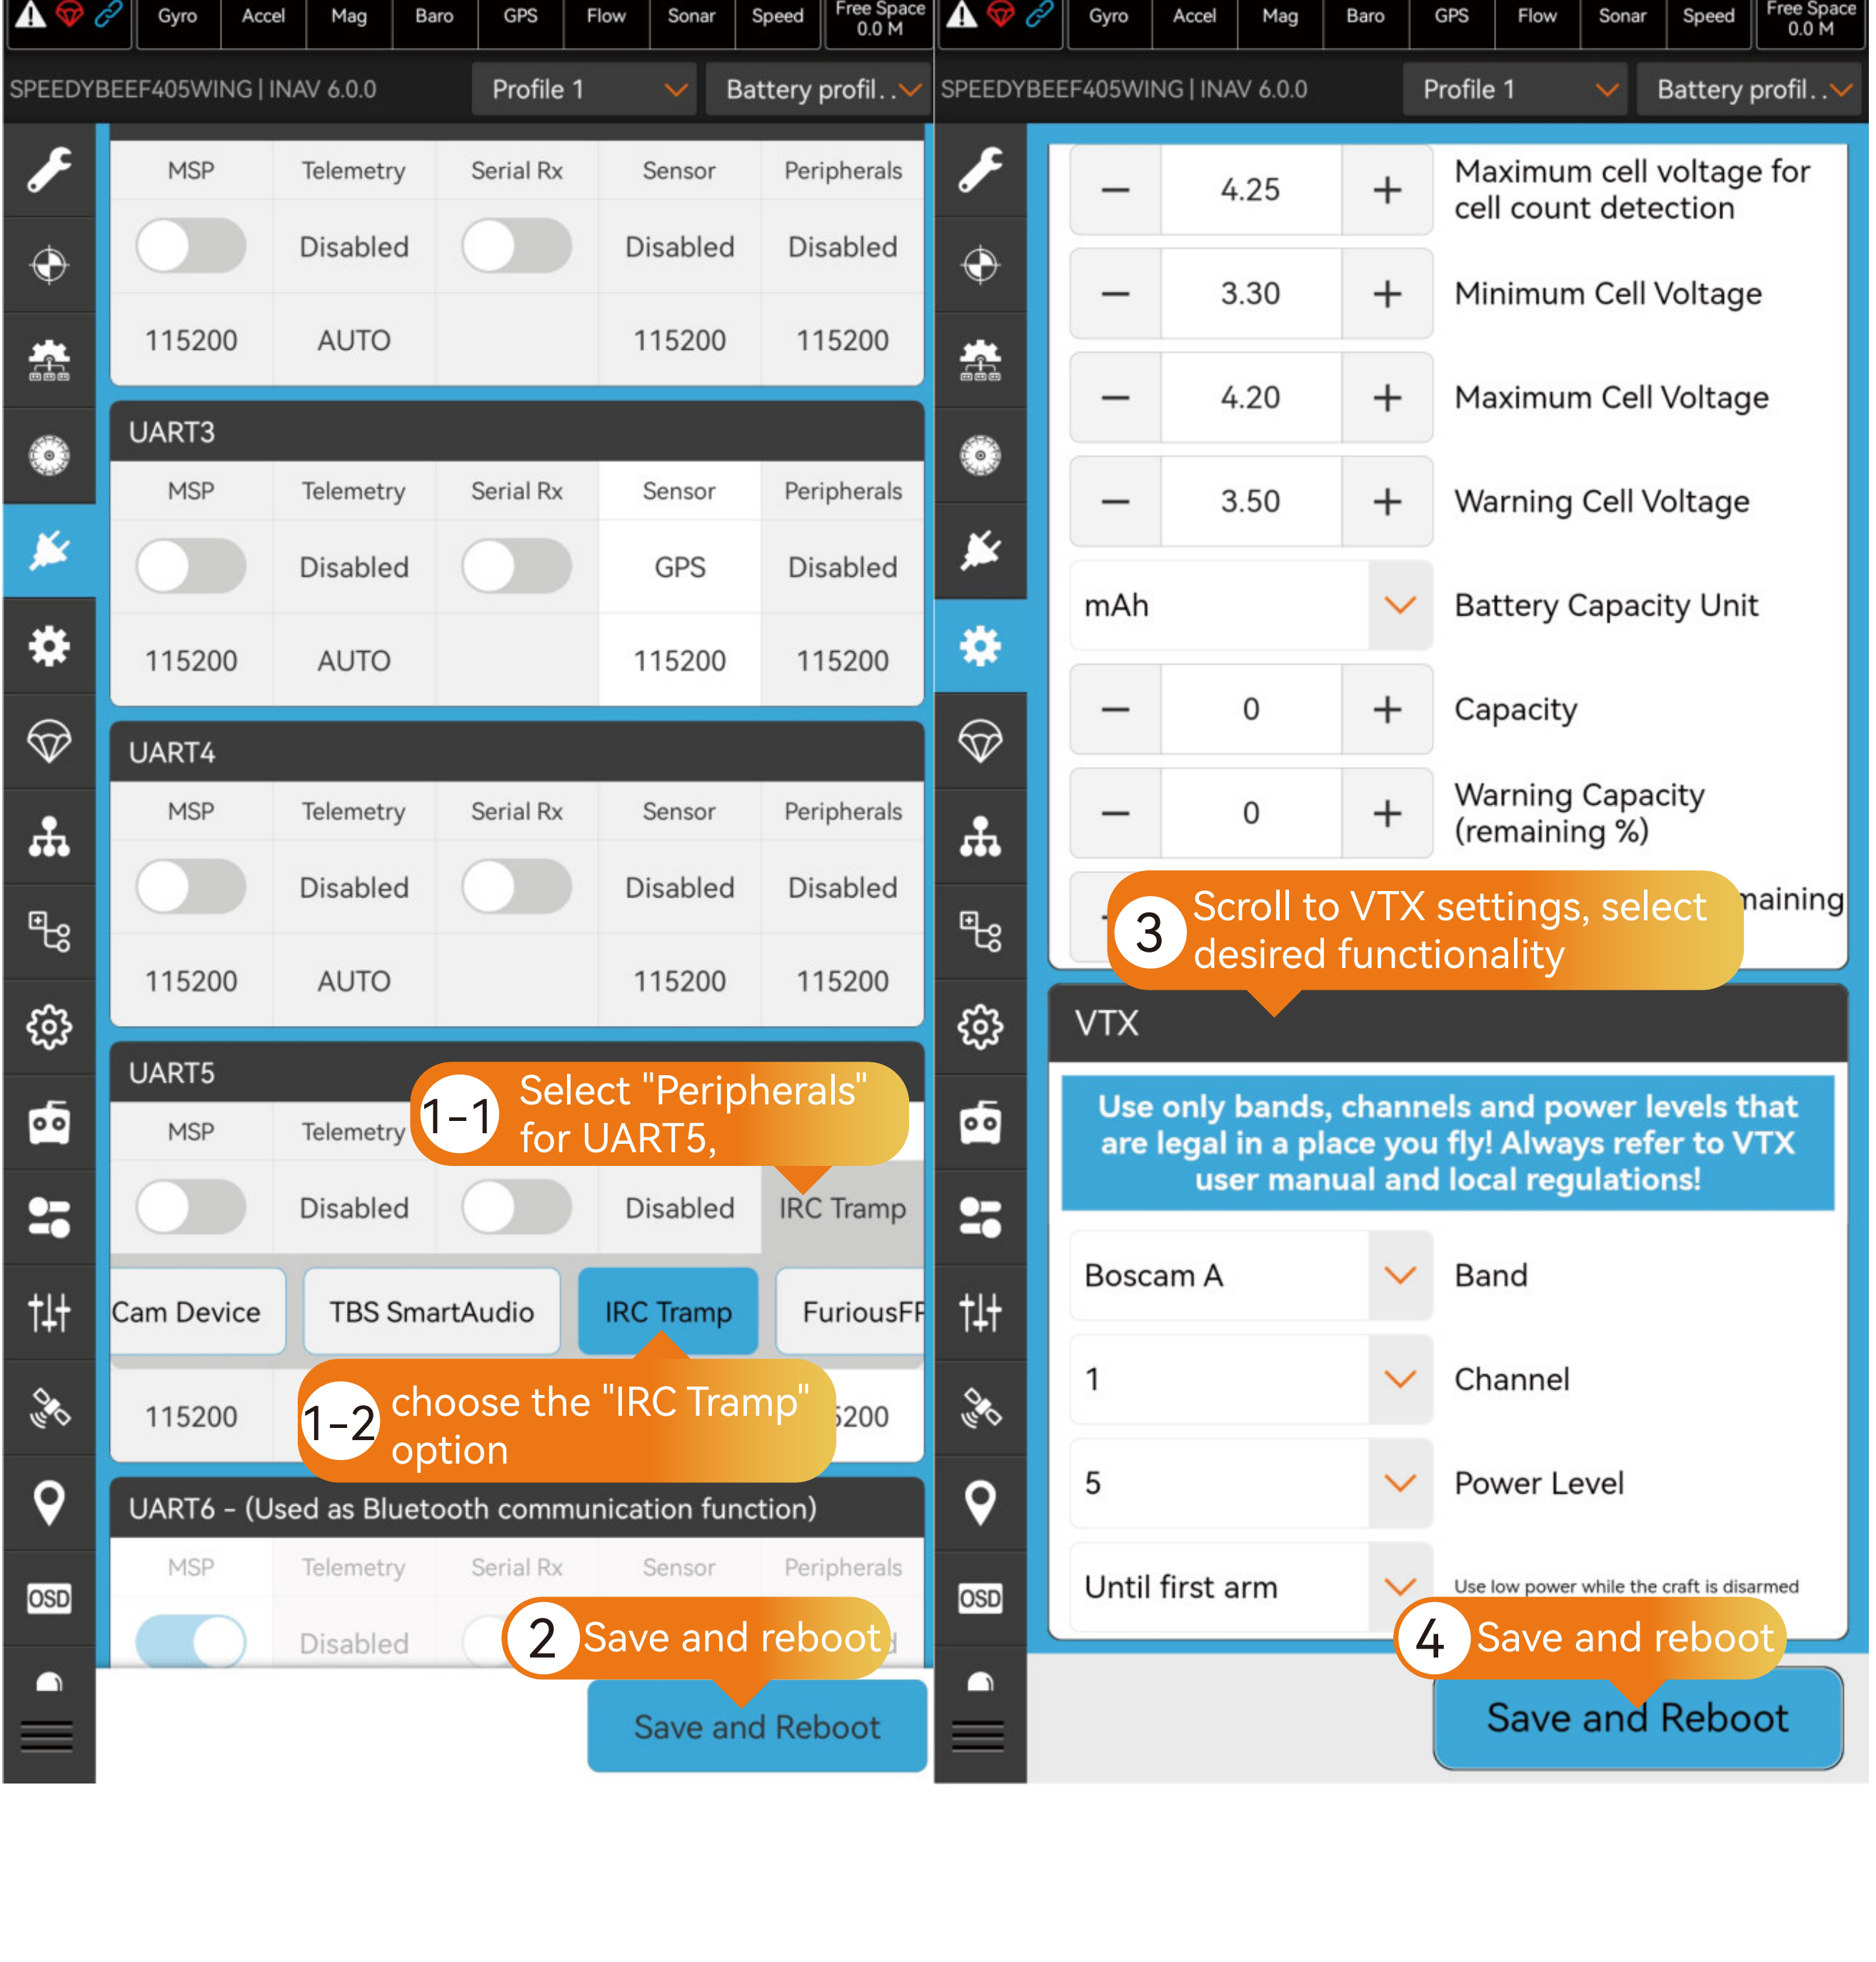 Gyro Accel Mag Baro GPS Flow Sonar Speed Free Space
0.0 M
SPEEDYBEEF405WING | INAV 6.0.0 Profile 1 Battery profil..
MSP Telemetry Serial Rx Sensor Peripherals
Disabled Disabled Disabled
115200 AUTO 115200 115200
UART3
MSP Telemetry Serial Rx Sensor Peripherals
Disabled GPS Disabled
115200 AUTO 115200 115200
UART4
MSP Telemetry Serial Rx Sensor Peripherals
Disabled Disabled Disabled
115200 AUTO 115200 115200
UART5
1-1 Select "Peripherals"
for UART5,
MSP Telemetry
Disabled Disabled IRC Tramp
Cam Device TBS SmartAudio IRC Tramp FuriousFP
1-2 choose the "IRC Tramp"
option
115200 5200
UART6 - (Used as Bluetooth communication function)
MSP Telemetry Serial Rx Sensor Peripherals
Disabled
2 Save and reboot
Save and Reboot
OSD
Gyro Accel Mag Baro GPS Flow Sonar Speed Free Space
0.0 M
SPEEDYBEEF405WING | INAV 6.0.0 Profile 1 Battery profil..
4.25 Maximum cell voltage for
cell count detection
3.30 Minimum Cell Voltage
4.20 Maximum Cell Voltage
3.50 Warning Cell Voltage
mAh Battery Capacity Unit
0 Capacity
0 Warning Capacity
(remaining %)
maining
3 Scroll to VTX settings, select
desired functionality
VTX
Use only bands, channels and power levels that
are legal in a place you fly! Always refer to VTX
user manual and local regulations!
Boscam A Band
1 Channel
5 Power Level
Until first arm Use low power while the craft is disarmed
4 Save and reboot
Save and Reboot
OSD